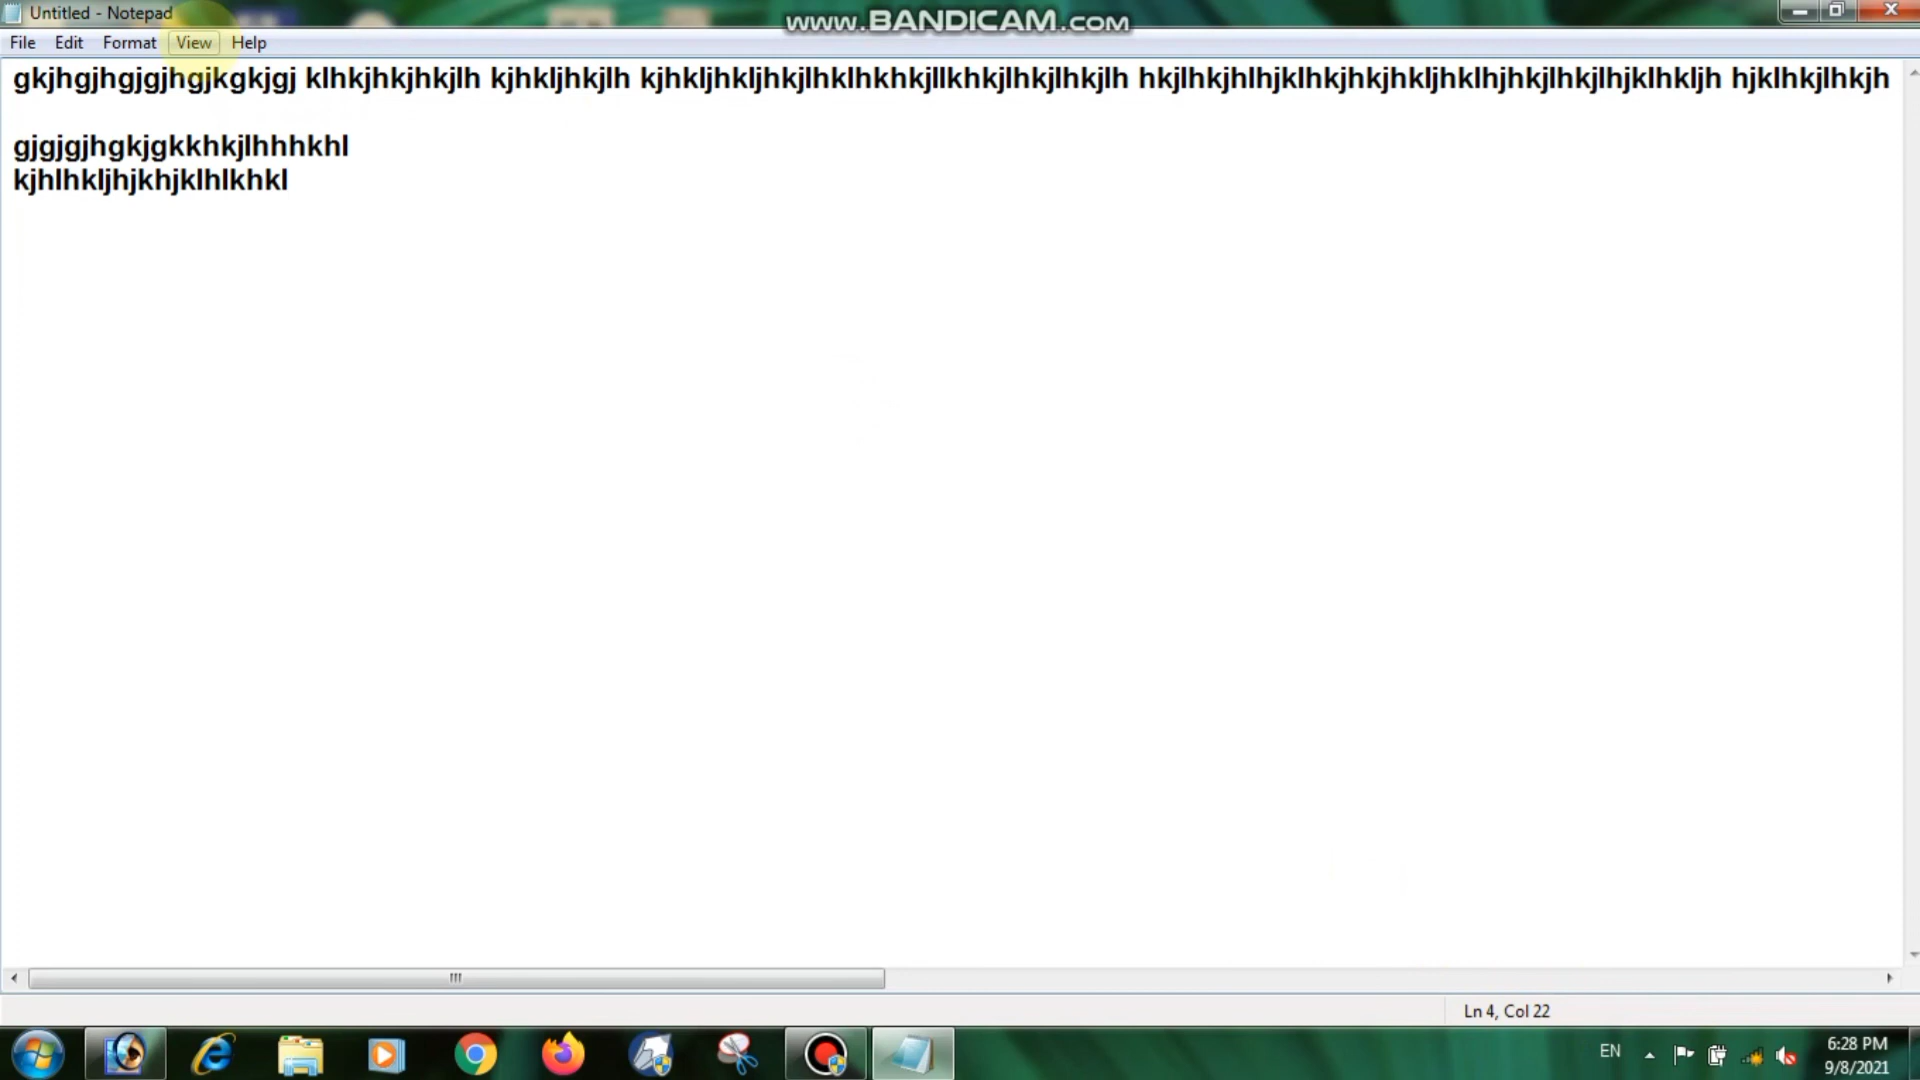 Untitled - Notepad
www.BANDICAM.com
File Edit Format View Help
gkjhgjhgjgjhgjkgkjgj klhkjhkjhkjlh kjhkljhkjlh kjhkljhkljhkjlhklhkhkjllkhkjlhkjlhkjlh hkjlhkjhlhjklhkjhkjhkljhklhjhkjlhkjlhjklhkljh hjklhkjlhkjh
gjgjgjhgkjgkkhkjlhhhkhl
kjhlhkljhjkhjklhlkhkl
Ln 4, Col 22
EN
6:28 PM
9/8/2021